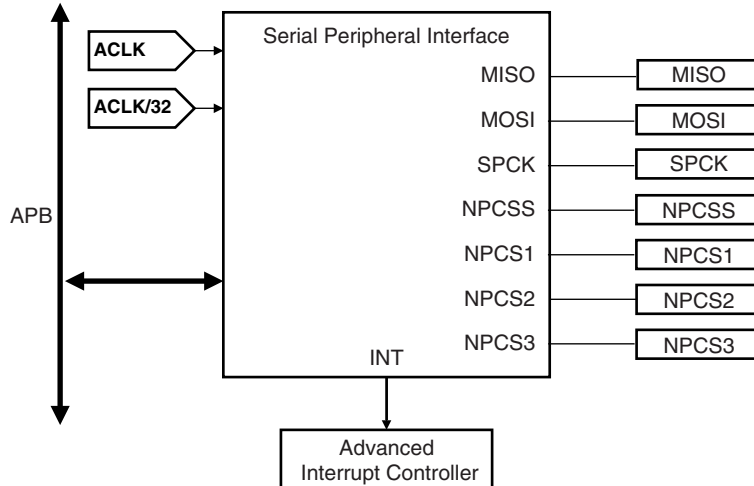 Serial Peripheral Interface
ACLK
ACLK/32
APB
MISO
MISO
MOSI
MOSI
SPCK
SPCK
NPCSS
NPCSS
NPCS1
NPCS1
NPCS2
NPCS2
NPCS3
NPCS3
INT
Advanced
Interrupt Controller